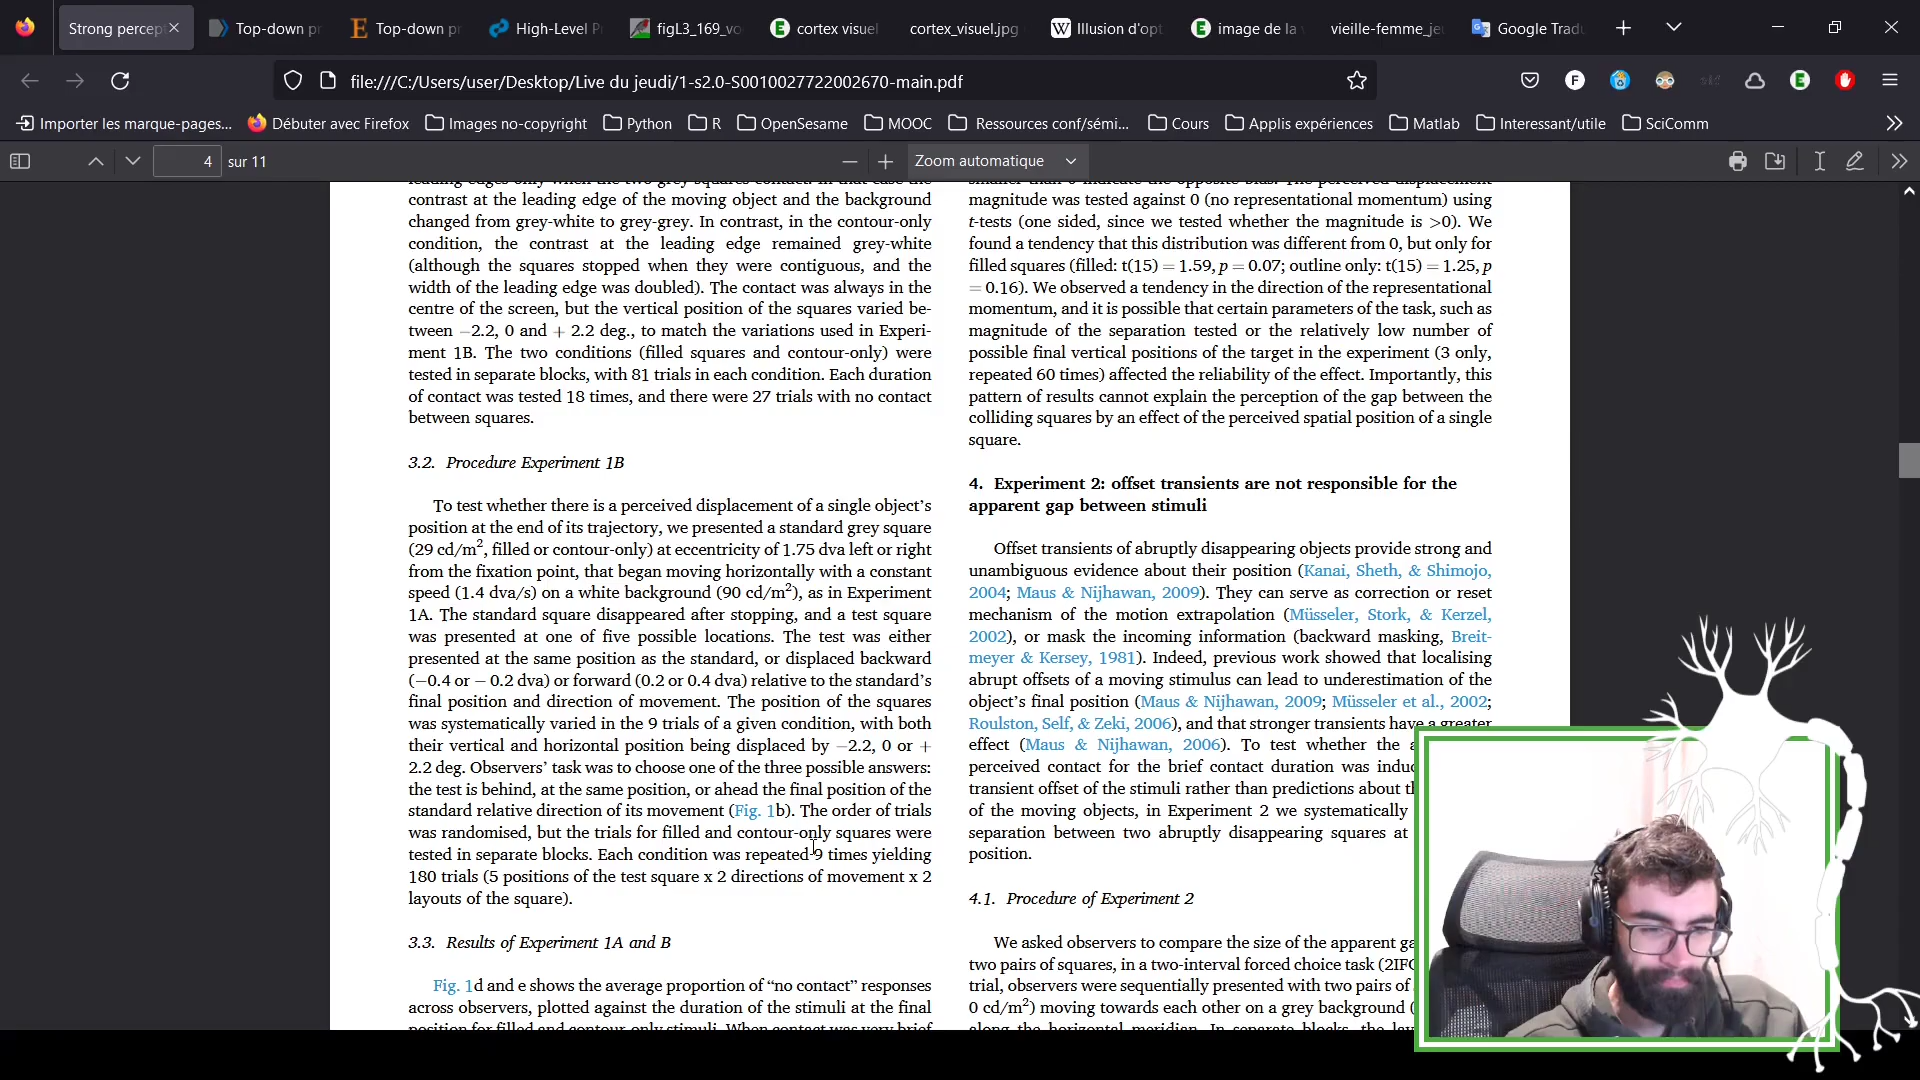 Strong percep
Top-down pr
Top-down pr
High-Level P
figL3_169_vo
cortex visuel
cortex_visuel.jpg
Illusion d'opt
image de la v
vieille-femme_je
Google Tradu
file:///C:/Users/user/Desktop/Live du jeudi/1-s2.0-S0010027722002670-main.pdf
Importer les marque-pages...
Débuter avec Firefox
Images no-copyright
Python
R
OpenSesame
MOOC
Ressources conf/sémi...
Cours
Applis expériences
Matlab
Interessant/utile
SciComm
4 sur 11
Zoom automatique
contrast at the leading edge of the moving object and the background
changed from grey-white to grey-grey. In contrast, in the contour-only
condition, the contrast at the leading edge remained grey-white
(although the squares stopped when they were contiguous, and the
width of the leading edge was doubled). The contact was always in the
centre of the screen, but the vertical position of the squares varied be-
tween −2.2, 0 and + 2.2 deg., to match the variations used in Experi-
ment 1B. The two conditions (filled squares and contour-only) were
tested in separate blocks, with 81 trials in each condition. Each duration
of contact was tested 18 times, and there were 27 trials with no contact
between squares.
3.2. Procedure Experiment 1B
To test whether there is a perceived displacement of a single object's
position at the end of its trajectory, we presented a standard grey square
(29 cd/m2, filled or contour-only) at eccentricity of 1.75 dva left or right
from the fixation point, that began moving horizontally with a constant
speed (1.4 dva/s) on a white background (90 cd/m2), as in Experiment
1A. The standard square disappeared after stopping, and a test square
was presented at one of five possible locations. The test was either
presented at the same position as the standard, or displaced backward
(−0.4 or − 0.2 dva) or forward (0.2 or 0.4 dva) relative to the standard's
final position and direction of movement. The position of the squares
was systematically varied in the 9 trials of a given condition, with both
their vertical and horizontal position being displaced by −2.2, 0 or +
2.2 deg. Observers' task was to choose one of the three possible answers:
the test is behind, at the same position, or ahead the final position of the
standard relative direction of its movement (Fig. 1b). The order of trials
was randomised, but the trials for filled and contour-only squares were
tested in separate blocks. Each condition was repeated 9 times yielding
180 trials (5 positions of the test square x 2 directions of movement x 2
layouts of the square).
3.3. Results of Experiment 1A and B
Fig. 1d and e shows the average proportion of “no contact” responses
across observers, plotted against the duration of the stimuli at the final
position for filled and contour-only stimuli. When contact was very brief
magnitude was tested against 0 (no representational momentum) using
t-tests (one sided, since we tested whether the magnitude is >0). We
found a tendency that this distribution was different from 0, but only for
filled squares (filled: t(15) = 1.59, p = 0.07; outline only: t(15) = 1.25, p
= 0.16). We observed a tendency in the direction of the representational
momentum, and it is possible that certain parameters of the task, such as
magnitude of the separation tested or the relatively low number of
possible final vertical positions of the target in the experiment (3 only,
repeated 60 times) affected the reliability of the effect. Importantly, this
pattern of results cannot explain the perception of the gap between the
colliding squares by an effect of the perceived spatial position of a single
square.
4. Experiment 2: offset transients are not responsible for the
apparent gap between stimuli
Offset transients of abruptly disappearing objects provide strong and
unambiguous evidence about their position (Kanai, Sheth, & Shimojo,
2004; Maus & Nijhawan, 2009). They can serve as correction or reset
mechanism of the motion extrapolation (Müsseler, Stork, & Kerzel,
2002), or mask the incoming information (backward masking, Breit-
meyer & Kersey, 1981). Indeed, previous work showed that localising
abrupt offsets of a moving stimulus can lead to underestimation of the
object's final position (Maus & Nijhawan, 2009; Müsseler et al., 2002;
Roulston, Self, & Zeki, 2006), and that stronger transients have a greater
effect (Maus & Nijhawan, 2006). To test whether the a
perceived contact for the brief contact duration was induc
transient offset of the stimuli rather than predictions about th
of the moving objects, in Experiment 2 we systematically
separation between two abruptly disappearing squares at
position.
4.1. Procedure of Experiment 2
We asked observers to compare the size of the apparent ga
two pairs of squares, in a two-interval forced choice task (2IFC
trial, observers were sequentially presented with two pairs of
0 cd/m2) moving towards each other on a grey background (
along the horizontal meridian. In separate blocks, the lay